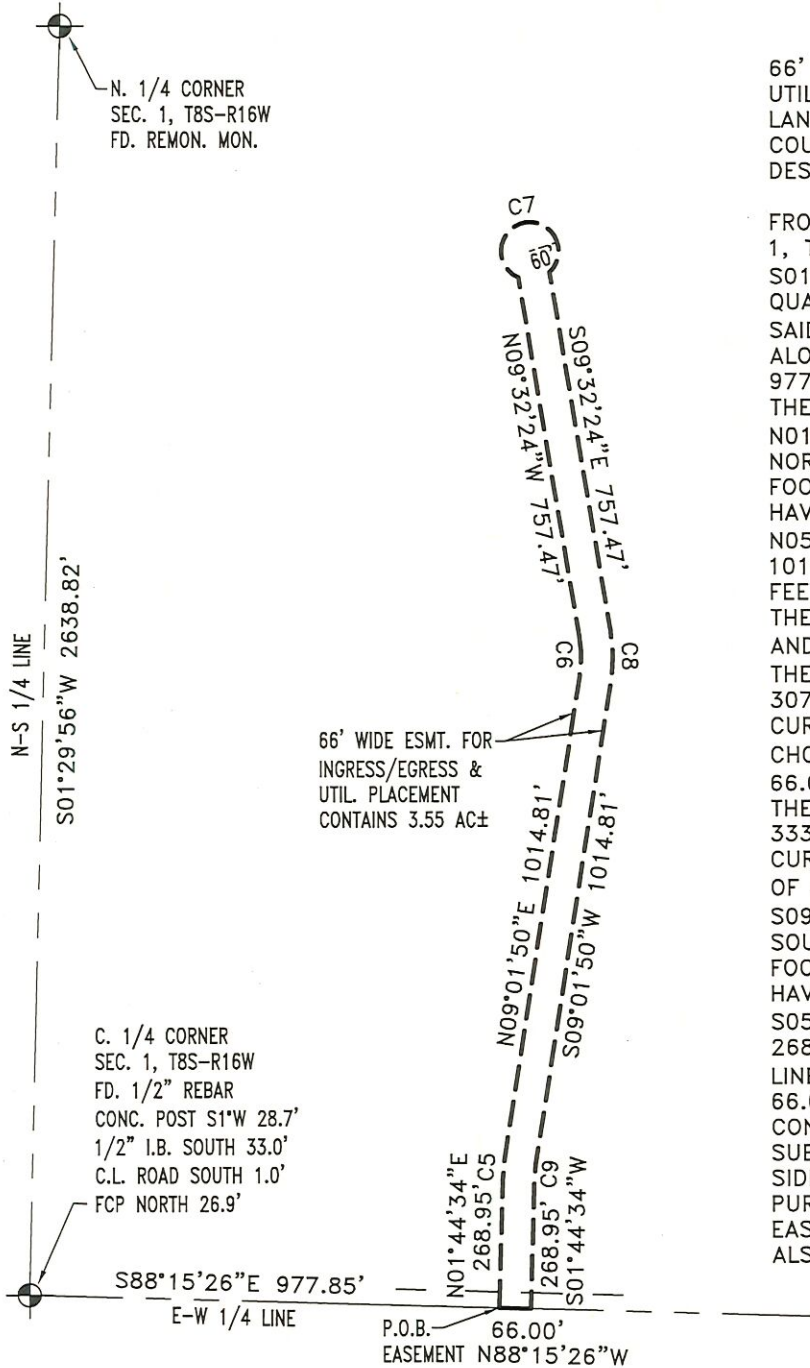 N. 1/4 CORNER
SEC. 1, T8S-R16W
FD. REMON. MON.
N-S 1/4 LINE
S01°29'56"W 2638.82'
C7
60'
N09°32'24"W 757.47'
S09°32'24"E 757.47'
C6
C8
66' WIDE ESMT. FOR
INGRESS/EGRESS &
UTIL. PLACEMENT
CONTAINS 3.55 AC±
N09°01'50"E 1014.81'
S09°01'50"W 1014.81'
C. 1/4 CORNER
SEC. 1, T8S-R16W
FD. 1/2" REBAR
CONC. POST S1°W 28.7'
1/2" I.B. SOUTH 33.0'
C.L. ROAD SOUTH 1.0'
FCP NORTH 26.9'
N01°44'34"E
268.95' C5
268.95' C9
S01°44'34"W
S88°15'26"E 977.85'
E-W 1/4 LINE
P.O.B.
EASEMENT
66.00'
N88°15'26"W
66'
UTIL
LAN
COU
DES
FRO
1, T
S01
QUA
SAID
ALO
977
THE
N01
NOR
FOO
HAV
N05
101
FEE
THE
AND
THE
307
CUR
CHO
66.0
THE
333
CUR
OF
S09
SOU
FOO
HAV
S05
268
LINE
66.0
CON
SUB
SID
PUR
EAS
ALS